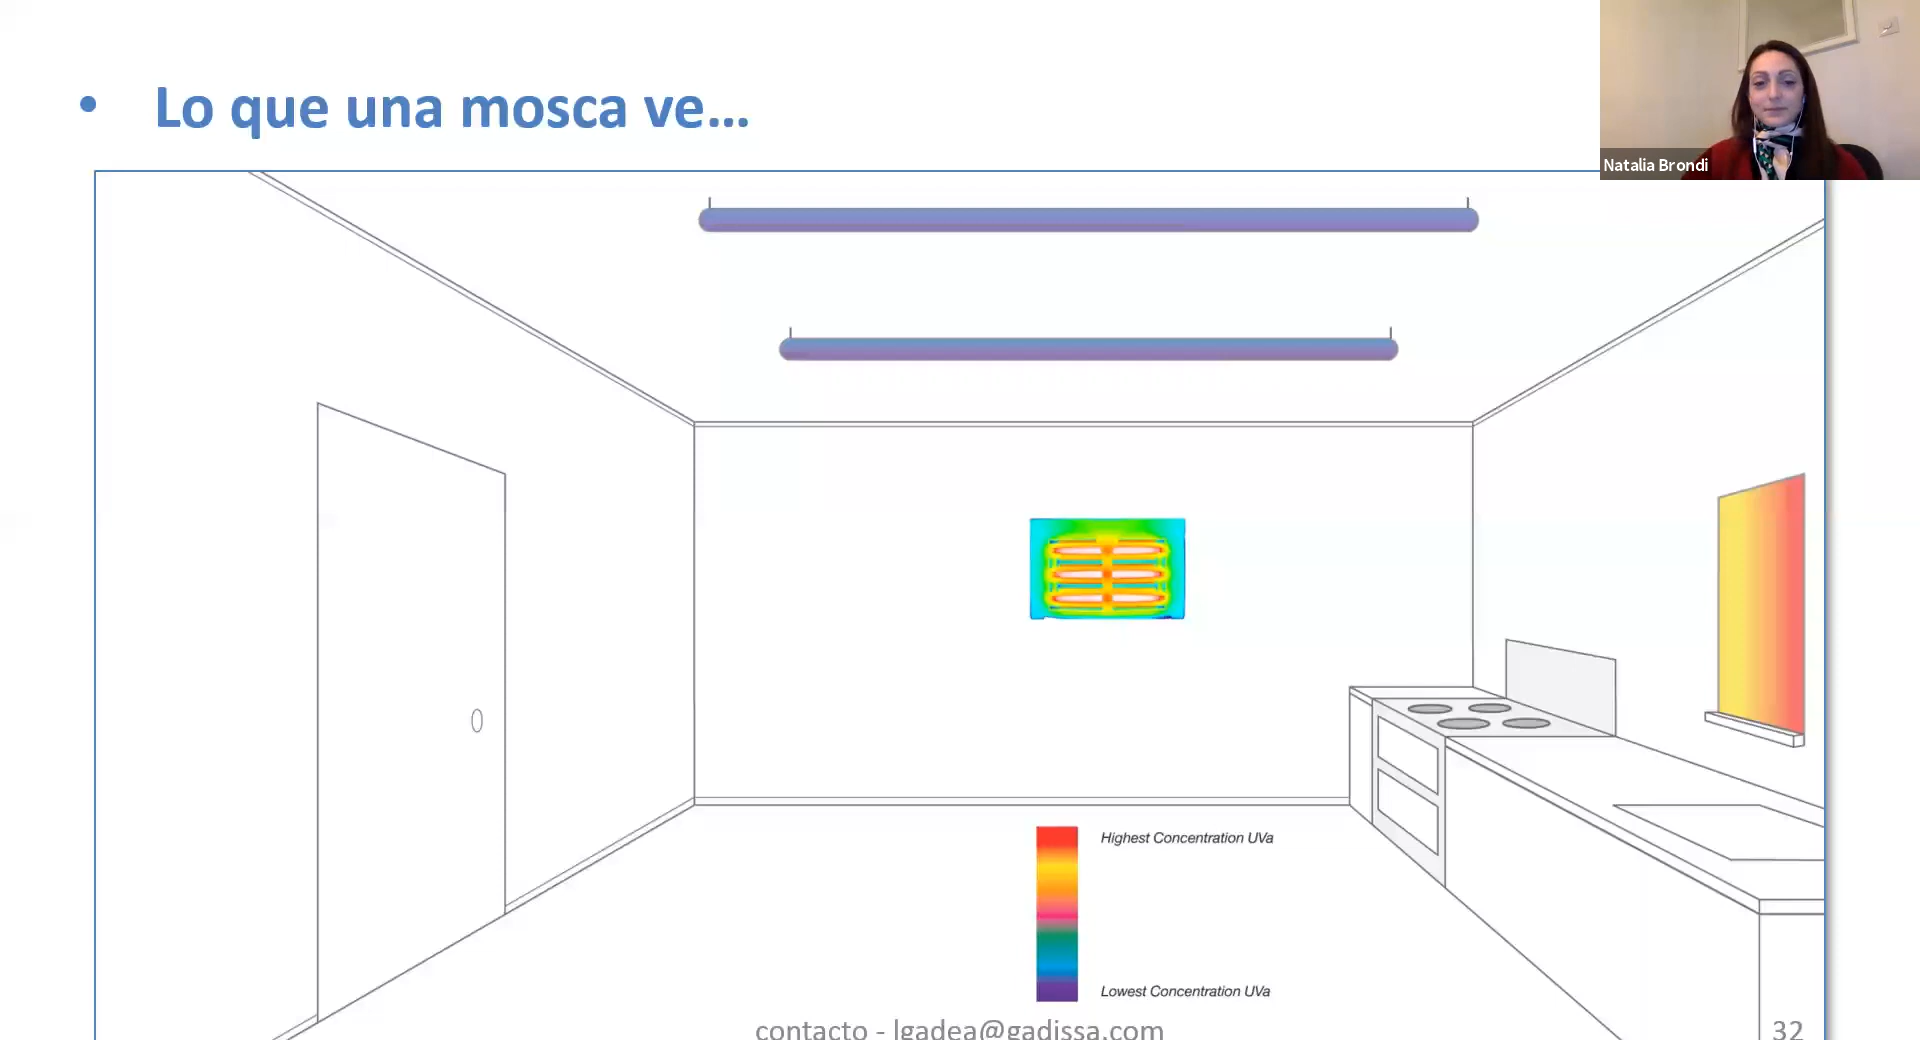 • Lo que una mosca ve...
Natalia Brondi
Highest Concentration UVa
Lowest Concentration UVa
contacto - lgadea@gadissa.com
32